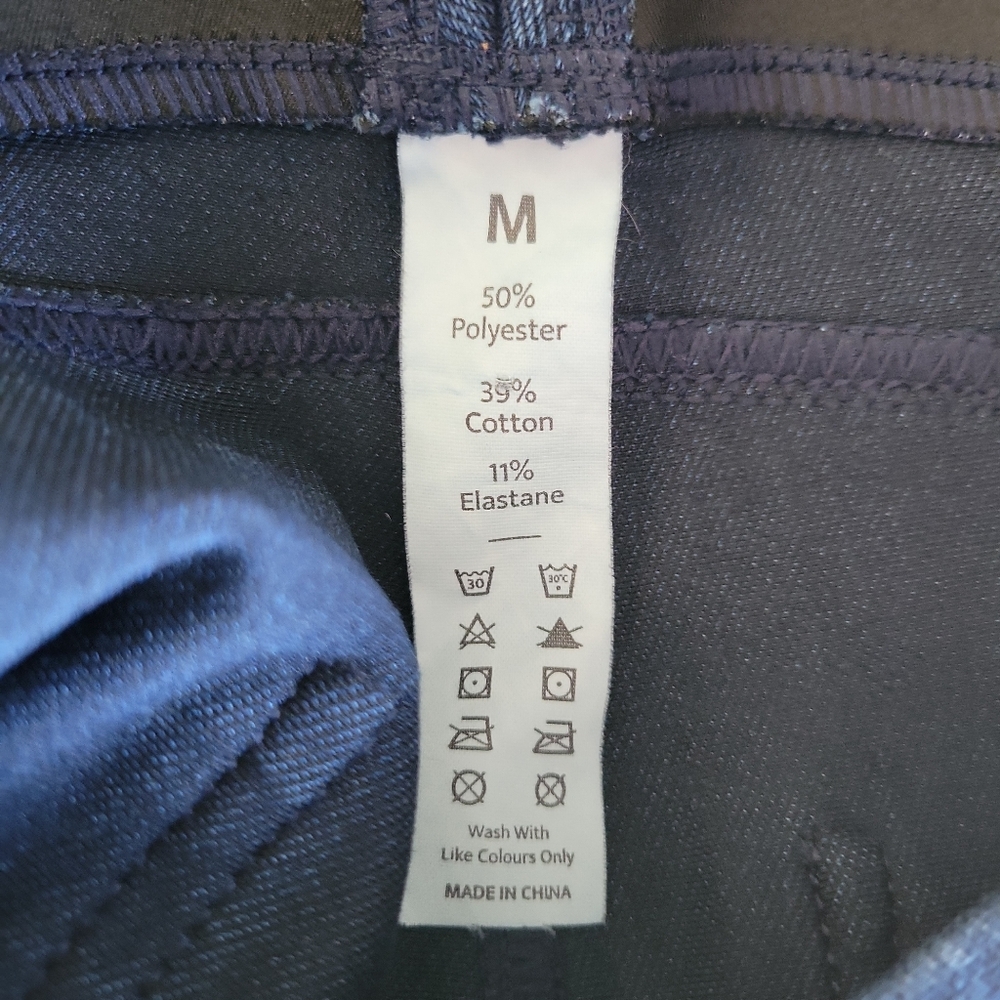 M
50%
Polyester
39%
Cotton
11%
Elastane
30 30°C
Wash With
Like Colours Only
MADE IN CHINA